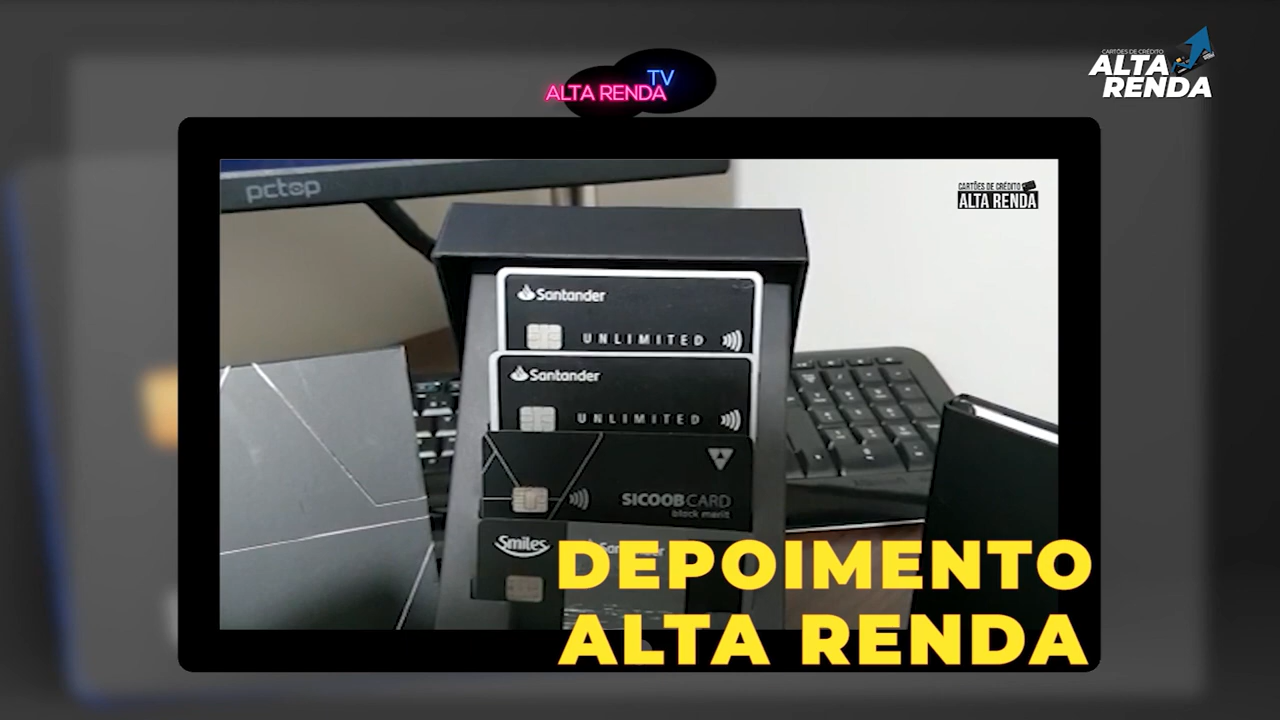 TV
ALTA RENDA
CARTÕES DE CRÉDITO
ALTA
RENDA
pctop
CARTÕES DE CRÉDITO
ALTA RENDA
Santander
UNLIMITED
Santander
UNLIMITED
SICOOBCARD
black merit
Smiles
Santander
DEPOIMENTO
ALTA RENDA